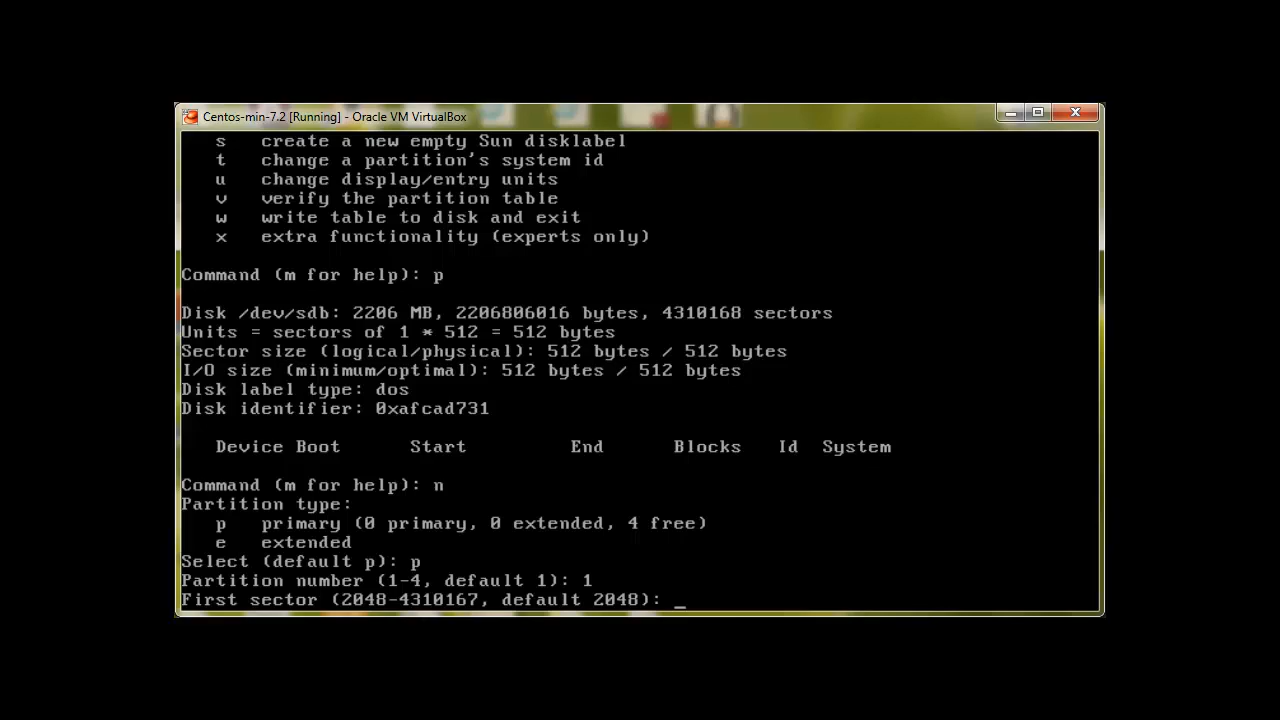 Centos-min-7.2 [Running] - Oracle VM VirtualBox
s create a new empty Sun disklabel
t change a partition's system id
u change display/entry units
v verify the partition table
w write table to disk and exit
x extra functionality (experts only)
Command (m for help): p
Disk /dev/sdb: 2206 MB, 2206806016 bytes, 4310168 sectors
Units = sectors of 1 * 512 = 512 bytes
Sector size (logical/physical): 512 bytes / 512 bytes
I/O size (minimum/optimal): 512 bytes / 512 bytes
Disk label type: dos
Disk identifier: 0xafcad731
Device Boot Start End Blocks Id System
Command (m for help): n
Partition type:
p primary (0 primary, 0 extended, 4 free)
e extended
Select (default p): p
Partition number (1-4, default 1): 1
First sector (2048-4310167, default 2048): _